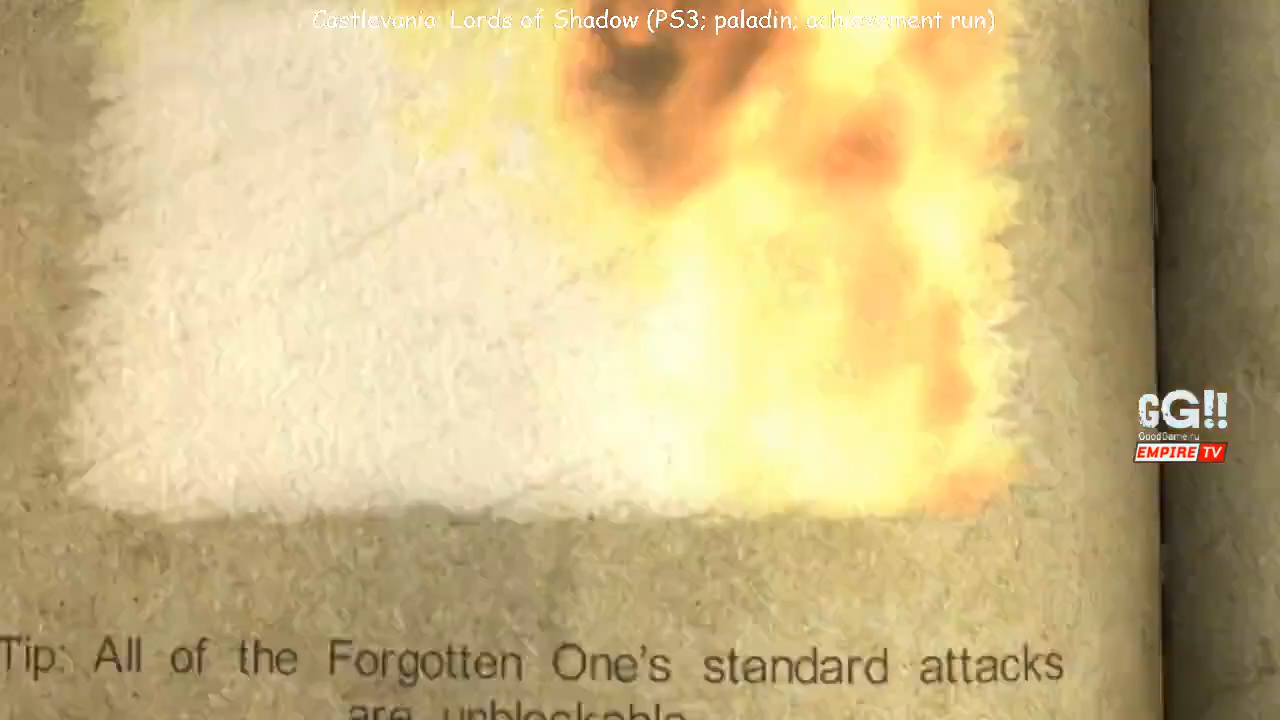 Castlevania: Lords of Shadow (PS3; paladin; achievement run)
GG!!
GoodGame.ru
EMPIRE TV
Tip: All of the Forgotten One's standard attacks
are unblockable